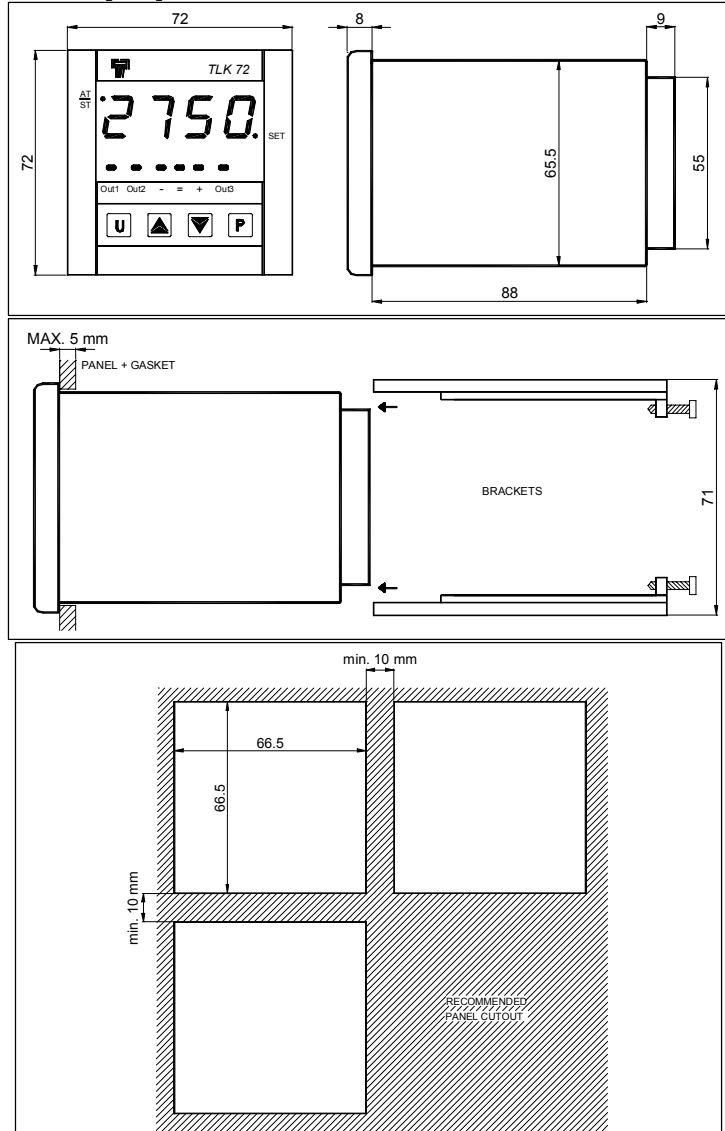 72
8
9
TLK 72
AT
ST
2750.
SET
72
65.5
55
Out1 Out2 - = + Out3
U P
88
MAX. 5 mm
PANEL + GASKET
BRACKETS
71
min. 10 mm
66.5
66.5
min. 10 mm
RECOMMENDED
PANEL CUTOUT